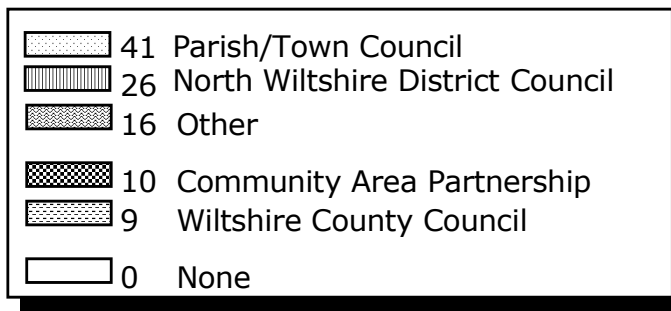 41 Parish/Town Council
26 North Wiltshire District Council
16 Other
10 Community Area Partnership
9 Wiltshire County Council
0 None